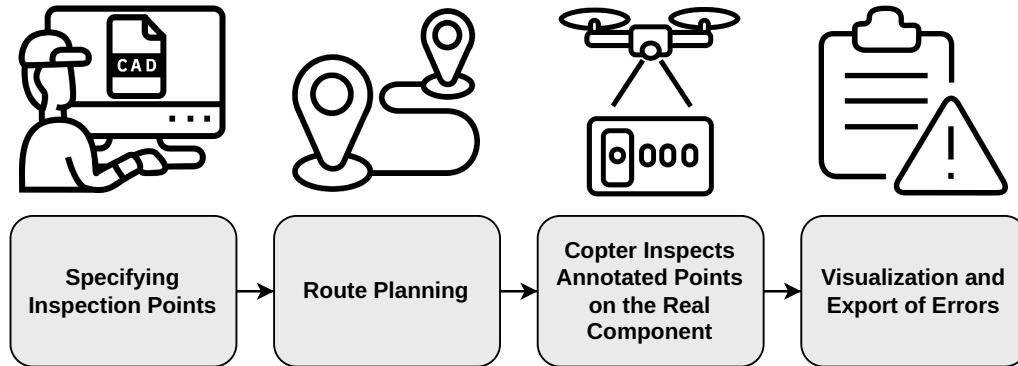 CAD
Specifying
Inspection Points
Route Planning
Copter Inspects
Annotated Points
on the Real
Component
Visualization and
Export of Errors